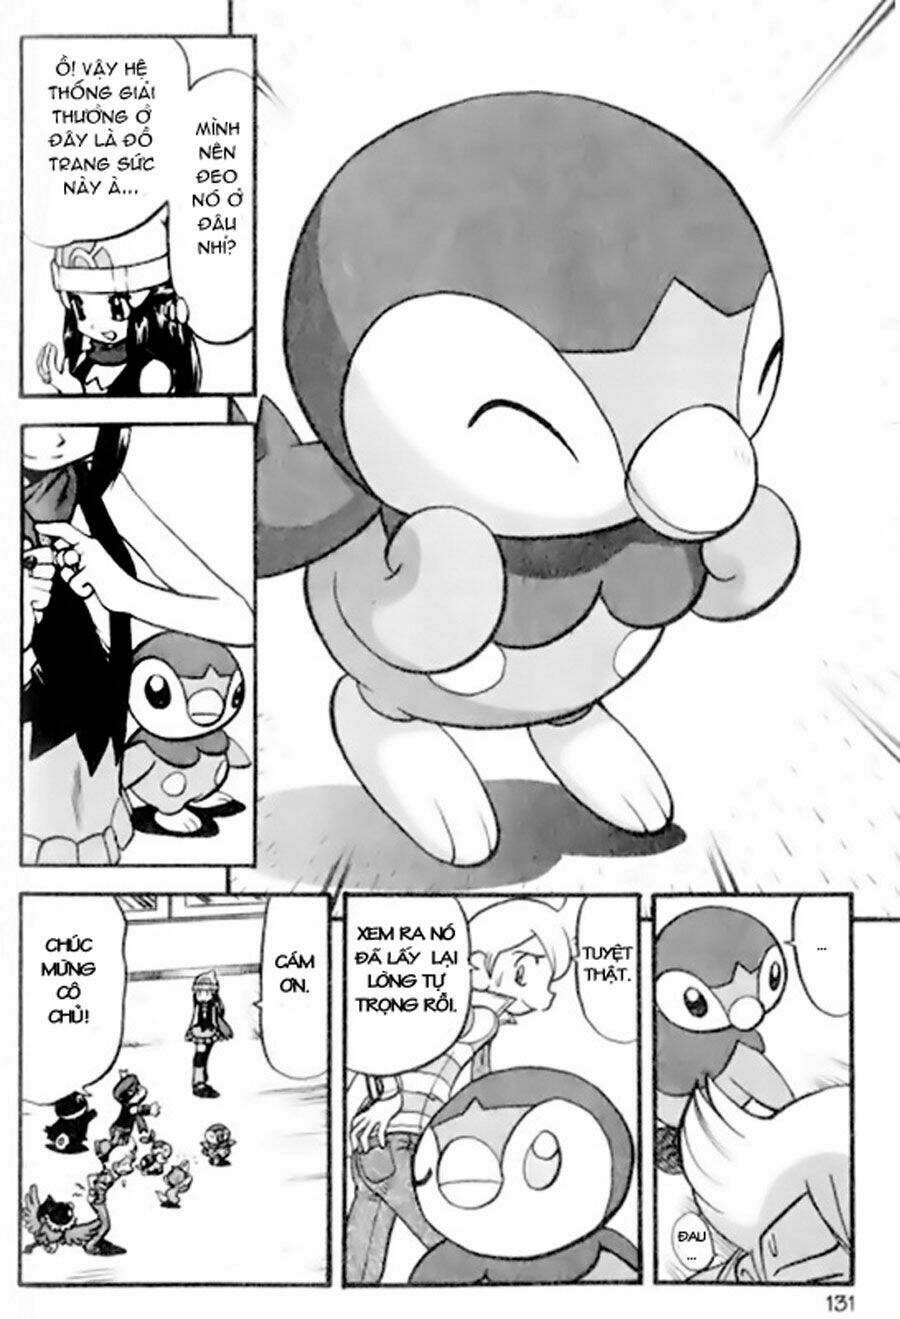 Ồ! VẬY HỆ
THỐNG GIẢI
THƯỞNG Ở
ĐÂY LÀ ĐỒ
TRANG SỨC
NÀY À...
MÌNH
NÊN
ĐEO
NÓ Ở
ĐÂU
NHỈ?
...
ĐAU
...
TUYỆT
THẬT.
XEM RA NÓ
ĐÃ LẤY LẠI
LÒNG TỰ
TRỌNG RỒI.
CÁM
ƠN.
CHÚC
MỪNG
CÔ
CHỦ!
131